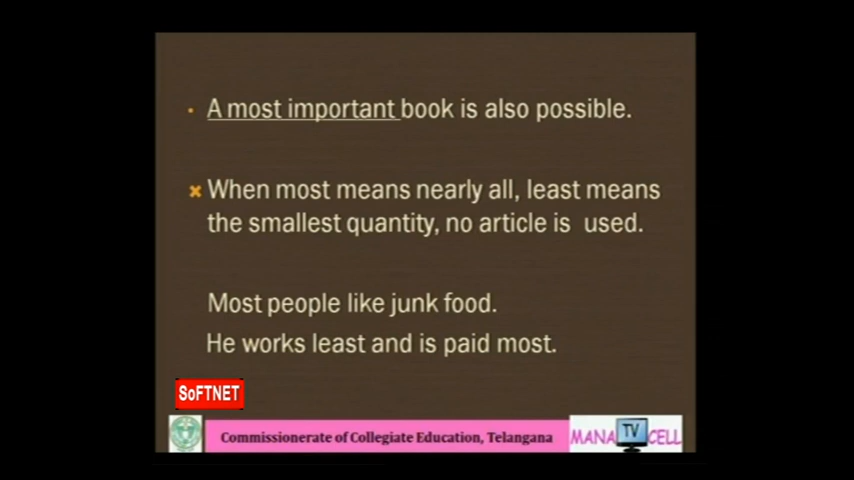 A most important book is also possible.
When most means nearly all, least means
the smallest quantity, no article is used.
Most people like junk food.
He works least and is paid most.
SoFTNET
Commissionerate of Collegiate Education, Telangana
MANA TV CELL